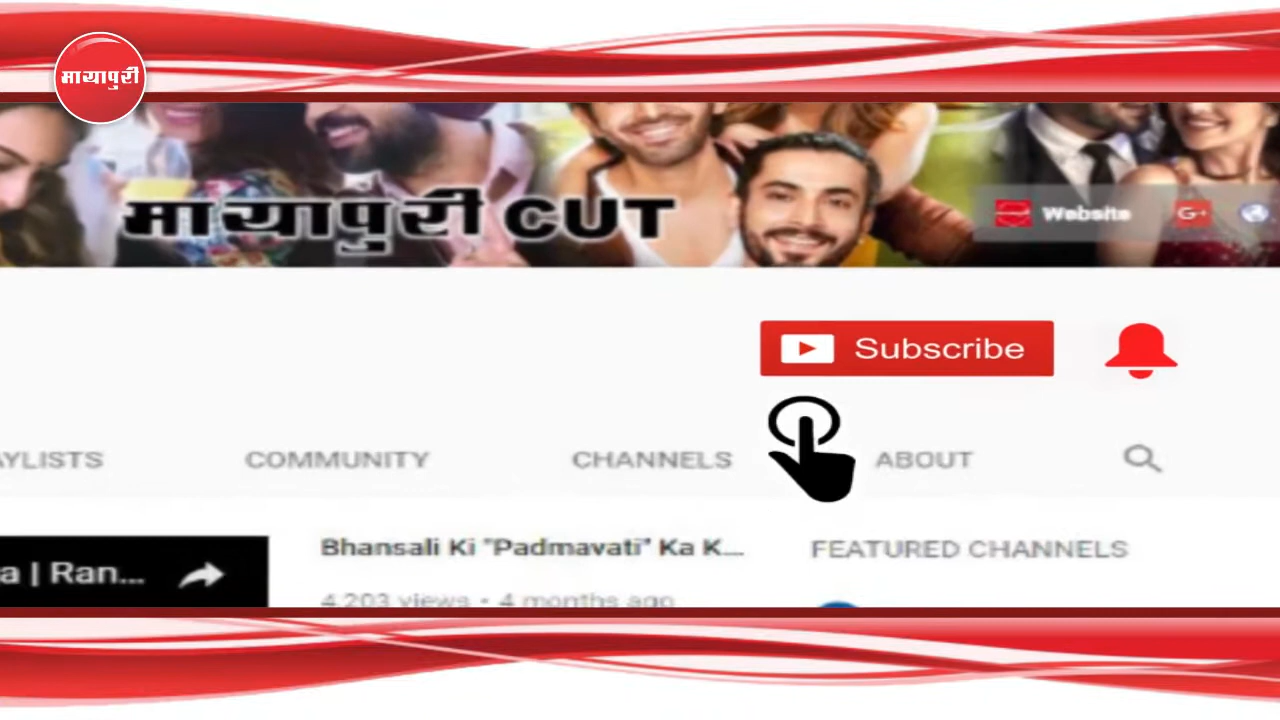 मायापुरी
मायापुरी CUT
Website
G+
Subscribe
AYLISTS
COMMUNITY
CHANNELS
ABOUT
a | Ran...
Bhansali Ki "Padmavati" Ka K...
4,203 views • 4 months ago
FEATURED CHANNELS